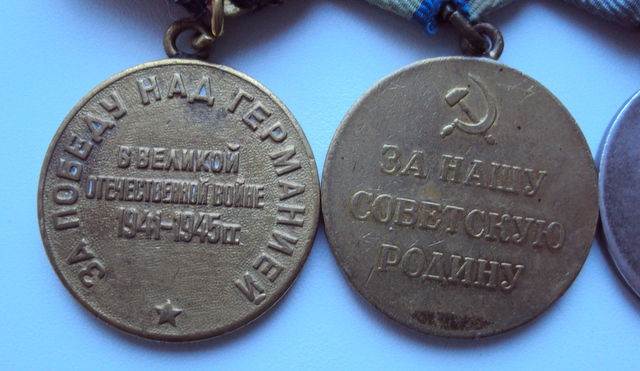 ЗА ПОБЕДУ НАД ГЕРМАНИЕЙ
В ВЕЛИКОЙ
ОТЕЧЕСТВЕННОЙ ВОЙНЕ
1941-1945 гг.
ЗА НАШУ
СОВЕТСКУЮ
РОДИНУ